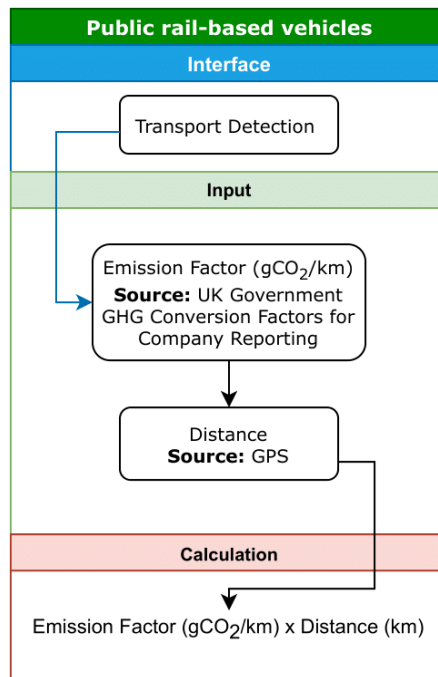 Public rail-based vehicles
Interface
Transport Detection
Input
Emission Factor (gCO₂/km)
Source: UK Government
GHG Conversion Factors for
Company Reporting
Distance
Source: GPS
Calculation
Emission Factor (gCO₂/km) x Distance (km)